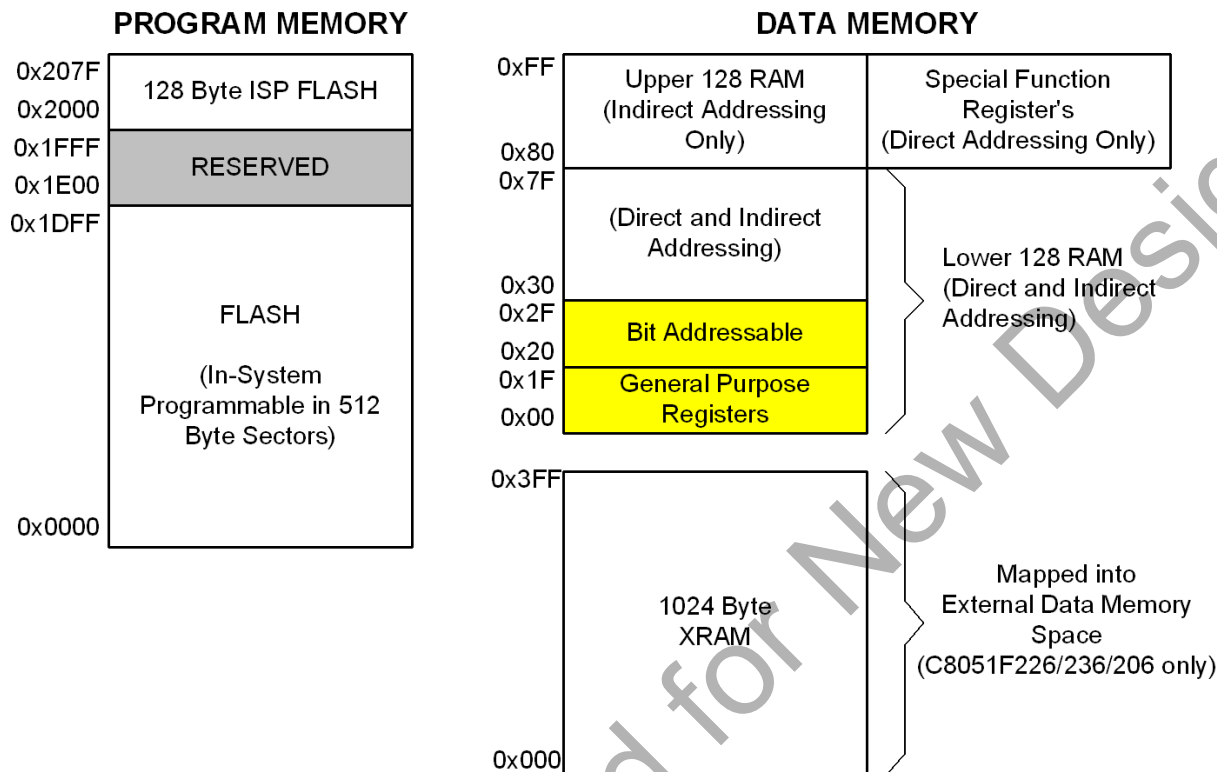 PROGRAM MEMORY
0x207F
0x2000
128 Byte ISP FLASH
0x1FFF
0x1E00
RESERVED
0x1DFF
FLASH
(In-System
Programmable in 512
Byte Sectors)
0x0000
DATA MEMORY
0xFF
Upper 128 RAM
(Indirect Addressing
Only)
Special Function
Register's
(Direct Addressing Only)
0x80
0x7F
(Direct and Indirect
Addressing)
0x30
0x2F
Bit Addressable
0x20
0x1F
General Purpose
Registers
0x00
Lower 128 RAM
(Direct and Indirect
Addressing)
0x3FF
1024 Byte
XRAM
0x000
Mapped into
External Data Memory
Space
(C8051F226/236/206 only)
d for New Desig